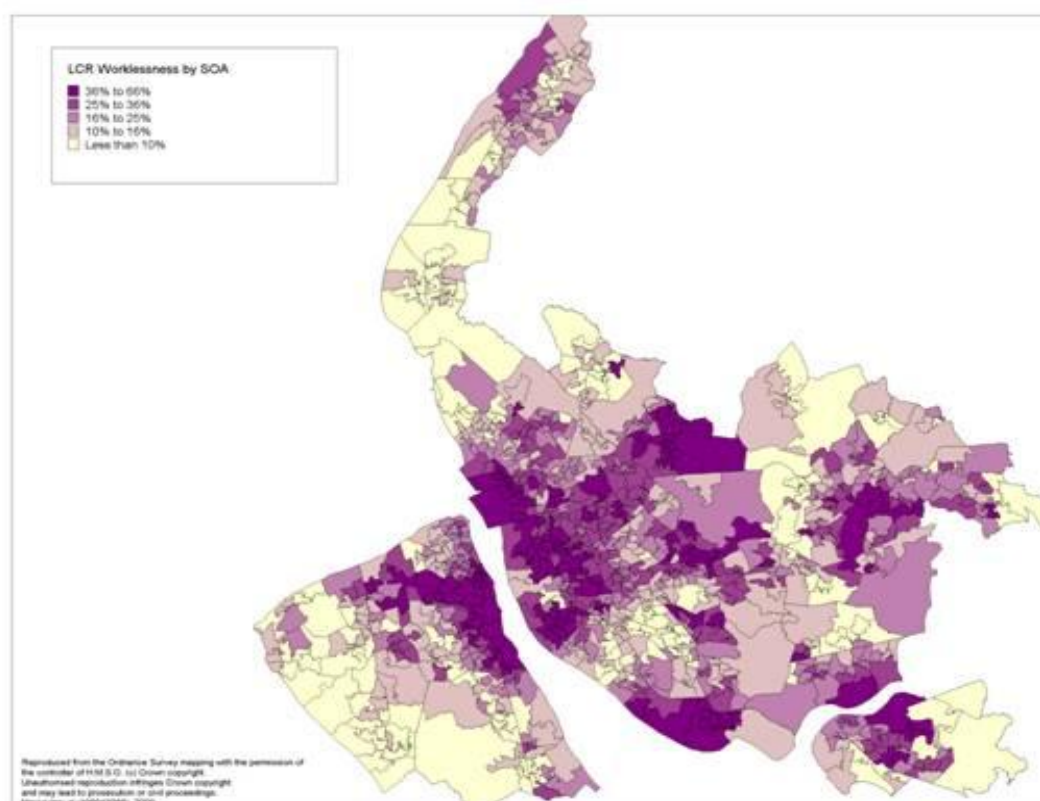 LCR Worklessness by SOA
36% to 66%
25% to 36%
16% to 25%
10% to 16%
Less than 10%
Reproduced from the Ordnance Survey mapping with the permission of
the controller of H.M.S.O. (c) Crown copyright.
Unauthorised reproduction infringes Crown copyright
and may lead to prosecution or civil proceedings.